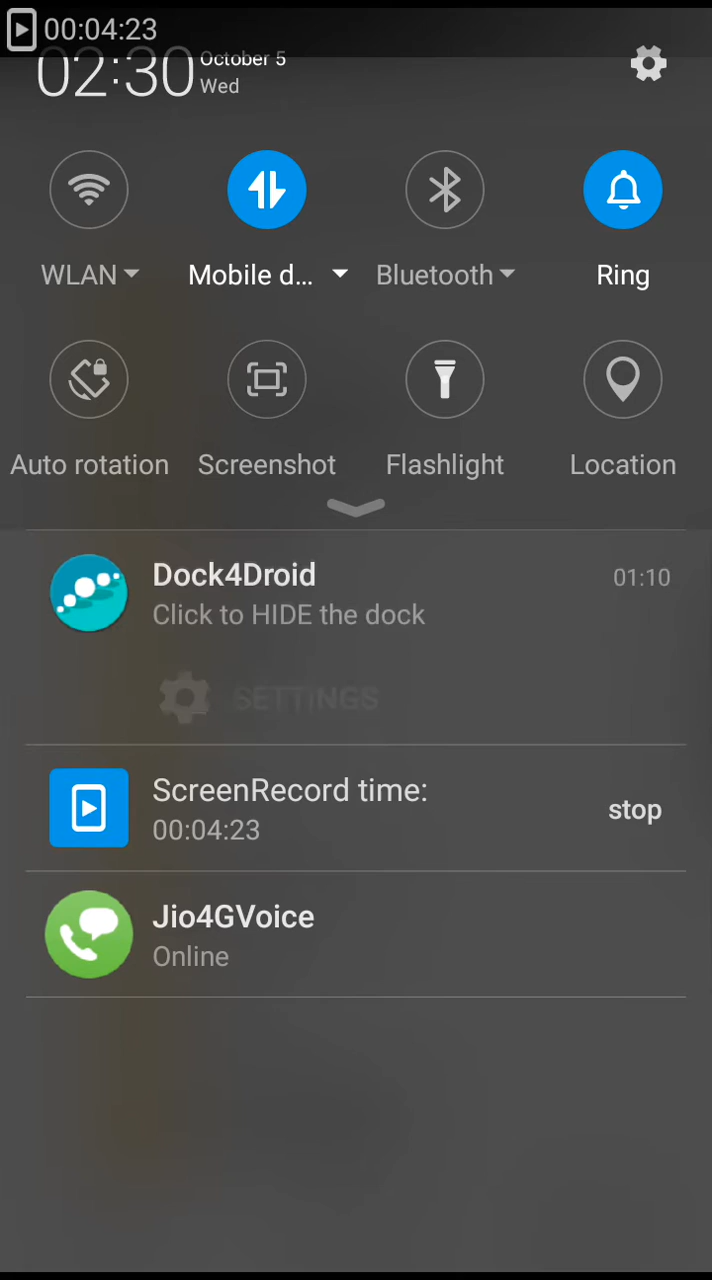 00:04:23
02:30 October 5
Wed
WLAN Mobile d... Bluetooth Ring
Auto rotation Screenshot Flashlight Location
Dock4Droid 01:10
Click to HIDE the dock
SETTINGS
ScreenRecord time:
00:04:23 stop
Jio4GVoice
Online